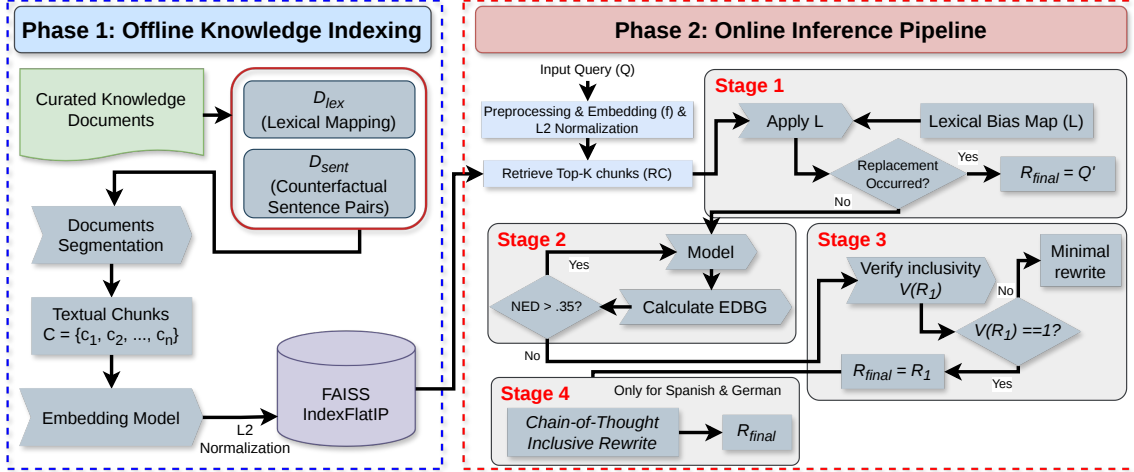 Phase 1: Offline Knowledge Indexing
Curated Knowledge
Documents
D_lex
(Lexical Mapping)
D_sent
(Counterfactual
Sentence Pairs)
Documents
Segmentation
Textual Chunks
C = {c_1, c_2, ..., c_n}
Embedding Model
L2
Normalization
FAISS
IndexFlatIP
Phase 2: Online Inference Pipeline
Input Query (Q)
Preprocessing & Embedding (f) &
L2 Normalization
Retrieve Top-K chunks (RC)
Stage 1
Apply L
Lexical Bias Map (L)
Replacement
Occurred?
Yes
R_final = Q'
No
Stage 2
Model
Yes
NED > .35?
Calculate EDBG
No
Stage 3
Verify inclusivity
V(R_1)
Minimal
rewrite
No
V(R_1) ==1?
Yes
R_final = R_1
Stage 4
Only for Spanish & German
Chain-of-Thought
Inclusive Rewrite
R_final